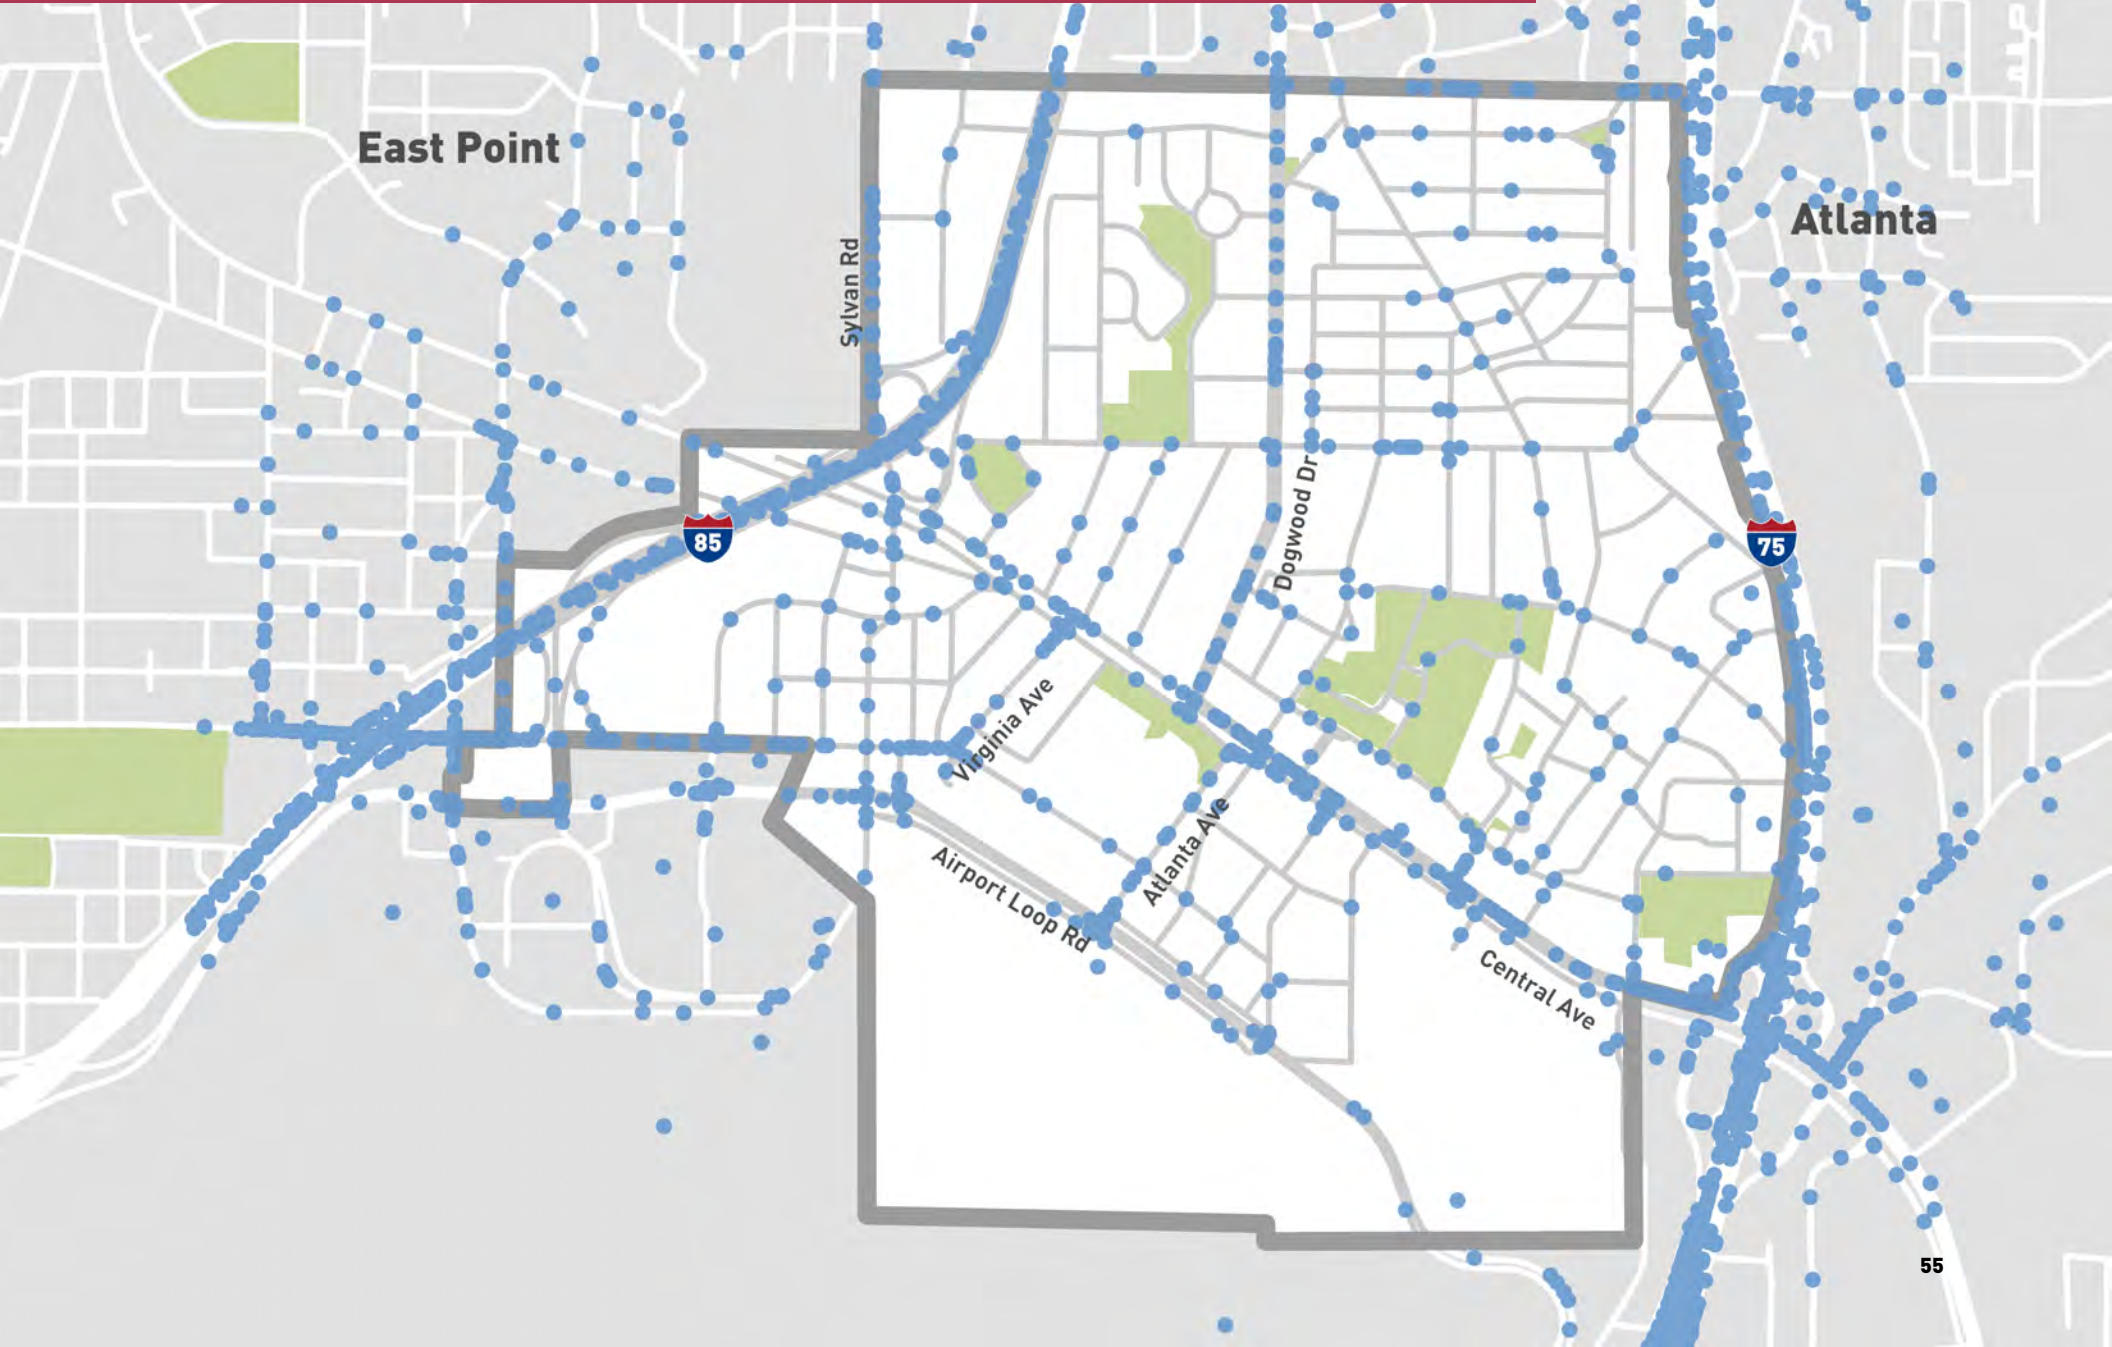 East Point
Atlanta
Sylvan Rd
Dogwood Dr
85
75
Virginia Ave
Atlanta Ave
Airport Loop Rd
Central Ave
55